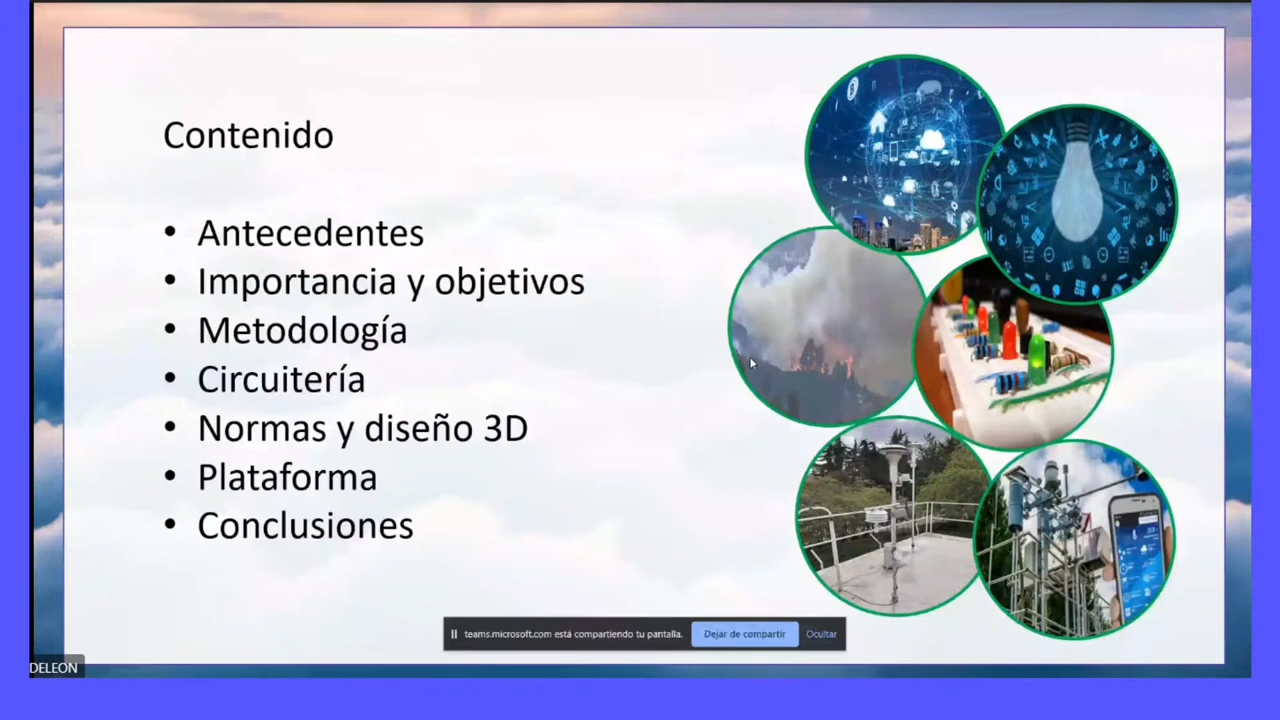 Contenido
• Antecedentes
• Importancia y objetivos
• Metodología
• Circuitería
• Normas y diseño 3D
• Plataforma
• Conclusiones
teams.microsoft.com está compartiendo tu pantalla. Dejar de compartir Ocultar
DELEON